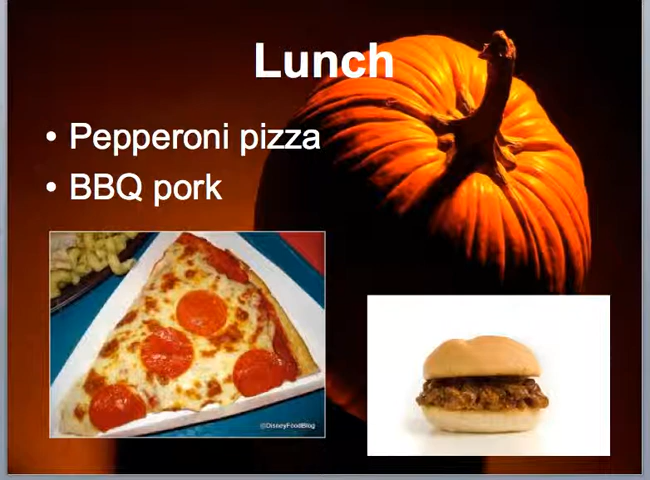 Lunch
• Pepperoni pizza
• BBQ pork
@DisneyFoodBlog